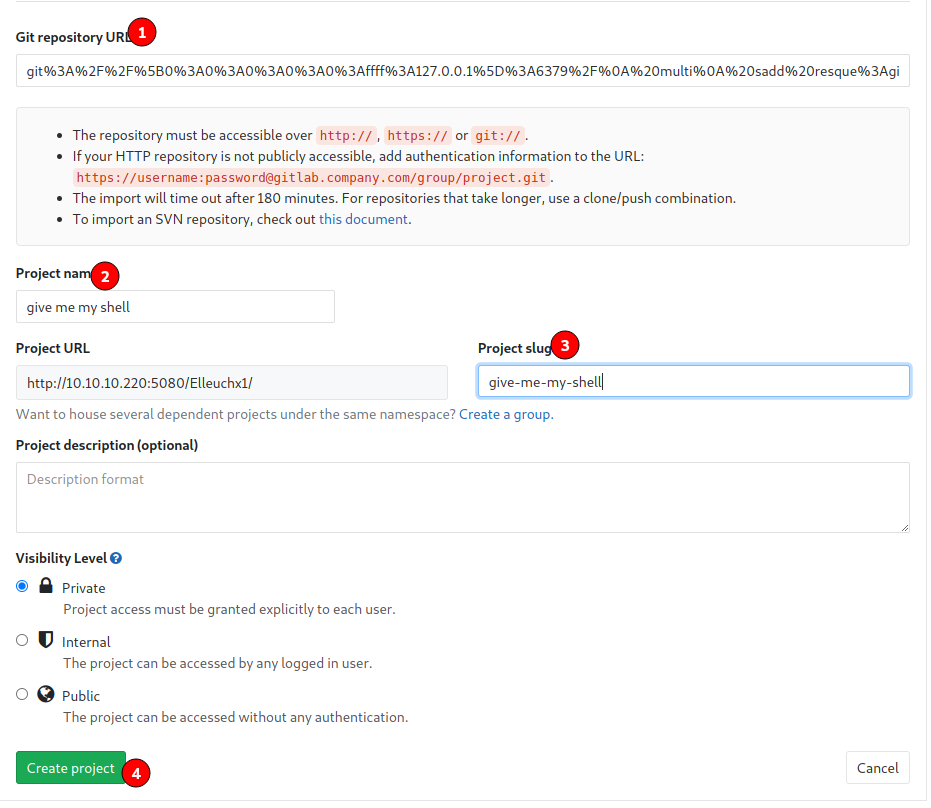 Git repository URL
1
git%3A%2F%2F%5B0%3A0%3A0%3A0%3A0%3Affff%3A127.0.0.1%5D%3A6379%2F%0A%20multi%0A%20sadd%20resque%3Agi
The repository must be accessible over http://, https:// or git://.
If your HTTP repository is not publicly accessible, add authentication information to the URL:
https://username:password@gitlab.company.com/group/project.git.
The import will time out after 180 minutes. For repositories that take longer, use a clone/push combination.
To import an SVN repository, check out this document.
Project nam
2
give me my shell
Project URL
Project slug
3
http://10.10.10.220:5080/Elleuchx1/
give-me-my-shell
Want to house several dependent projects under the same namespace? Create a group.
Project description (optional)
Description format
Visibility Level ?
Private
Project access must be granted explicitly to each user.
Internal
The project can be accessed by any logged in user.
Public
The project can be accessed without any authentication.
Create project
4
Cancel